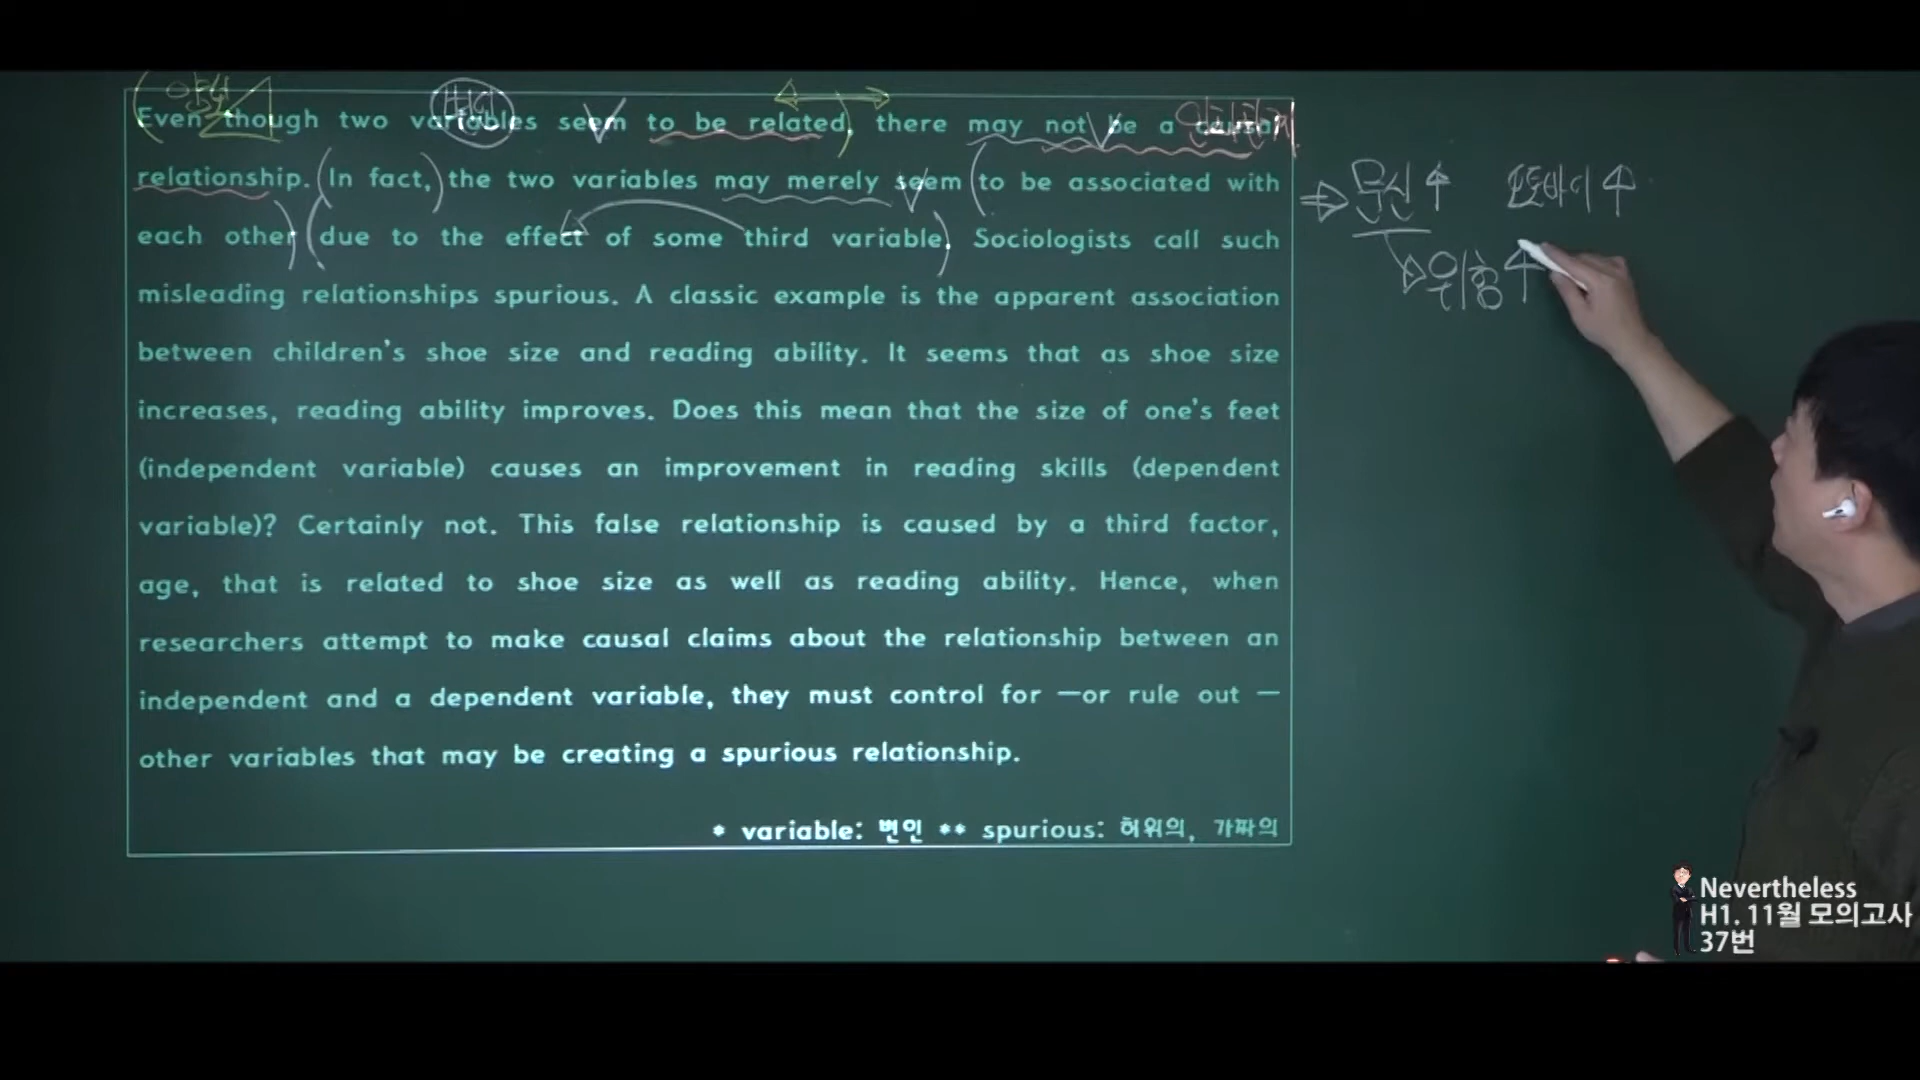 양보
변인
Even though two variables seem to be related, there may not be a causal
인과관계
relationship. In fact, the two variables may merely seem to be associated with
each other due to the effect of some third variable. Sociologists call such
misleading relationships spurious. A classic example is the apparent association
between children's shoe size and reading ability. It seems that as shoe size
increases, reading ability improves. Does this mean that the size of one's feet
(independent variable) causes an improvement in reading skills (dependent
variable)? Certainly not. This false relationship is caused by a third factor,
age, that is related to shoe size as well as reading ability. Hence, when
researchers attempt to make causal claims about the relationship between an
independent and a dependent variable, they must control for —or rule out —
other variables that may be creating a spurious relationship.
* variable:변인 ** spurious: 허위의, 가짜의
⇒ 문신 ↑ 오토바이 ↑
위험 ↑
Nevertheless
H1. 11월 모의고사
37번